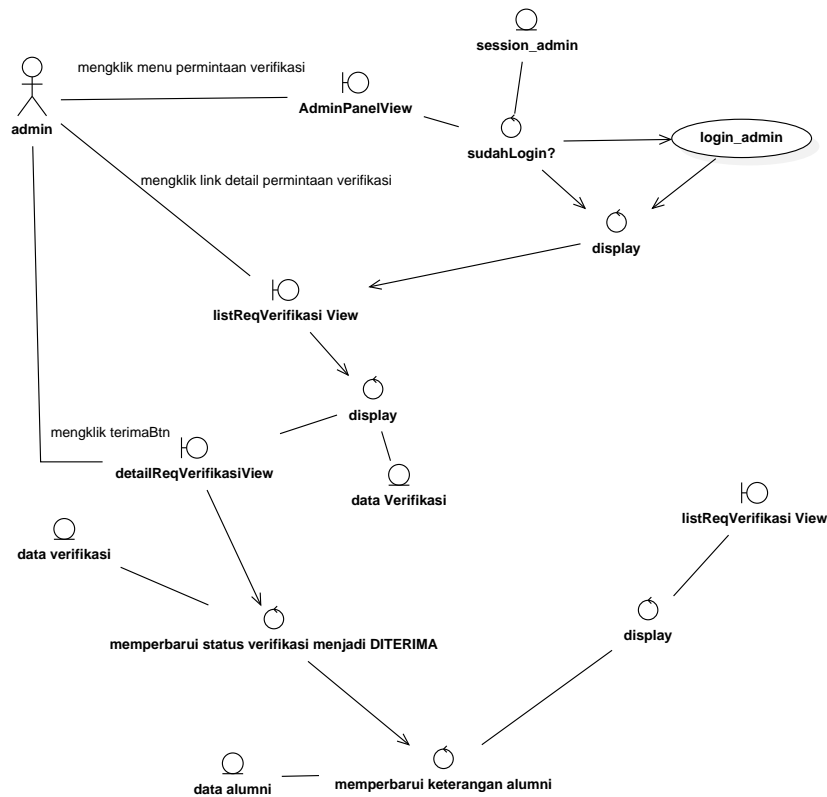 session_admin
mengklik menu permintaan verifikasi
AdminPanelView
admin
sudahLogin?
login_admin
mengklik link detail permintaan verifikasi
display
listReqVerifikasi View
display
mengklik terimaBtn
detailReqVerifikasiView
data Verifikasi
listReqVerifikasi View
data verifikasi
display
memperbarui status verifikasi menjadi DITERIMA
data alumni
memperbarui keterangan alumni